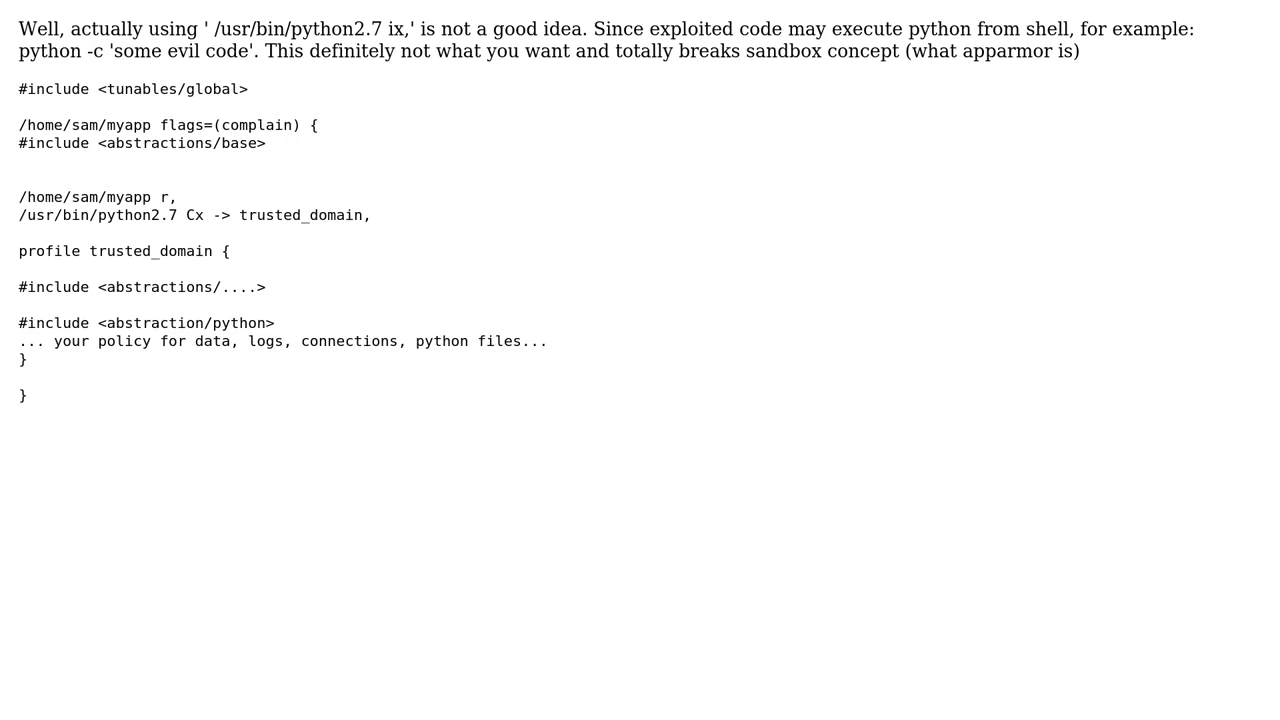 Well, actually using ' /usr/bin/python2.7 ix,' is not a good idea. Since exploited code may execute python from shell, for example:
python -c 'some evil code'. This definitely not what you want and totally breaks sandbox concept (what apparmor is)
#include <tunables/global>
/home/sam/myapp flags=(complain) {
#include <abstractions/base>
/home/sam/myapp r,
/usr/bin/python2.7 Cx -> trusted_domain,
profile trusted_domain {
#include <abstractions/....>
#include <abstraction/python>
... your policy for data, logs, connections, python files...
}
}